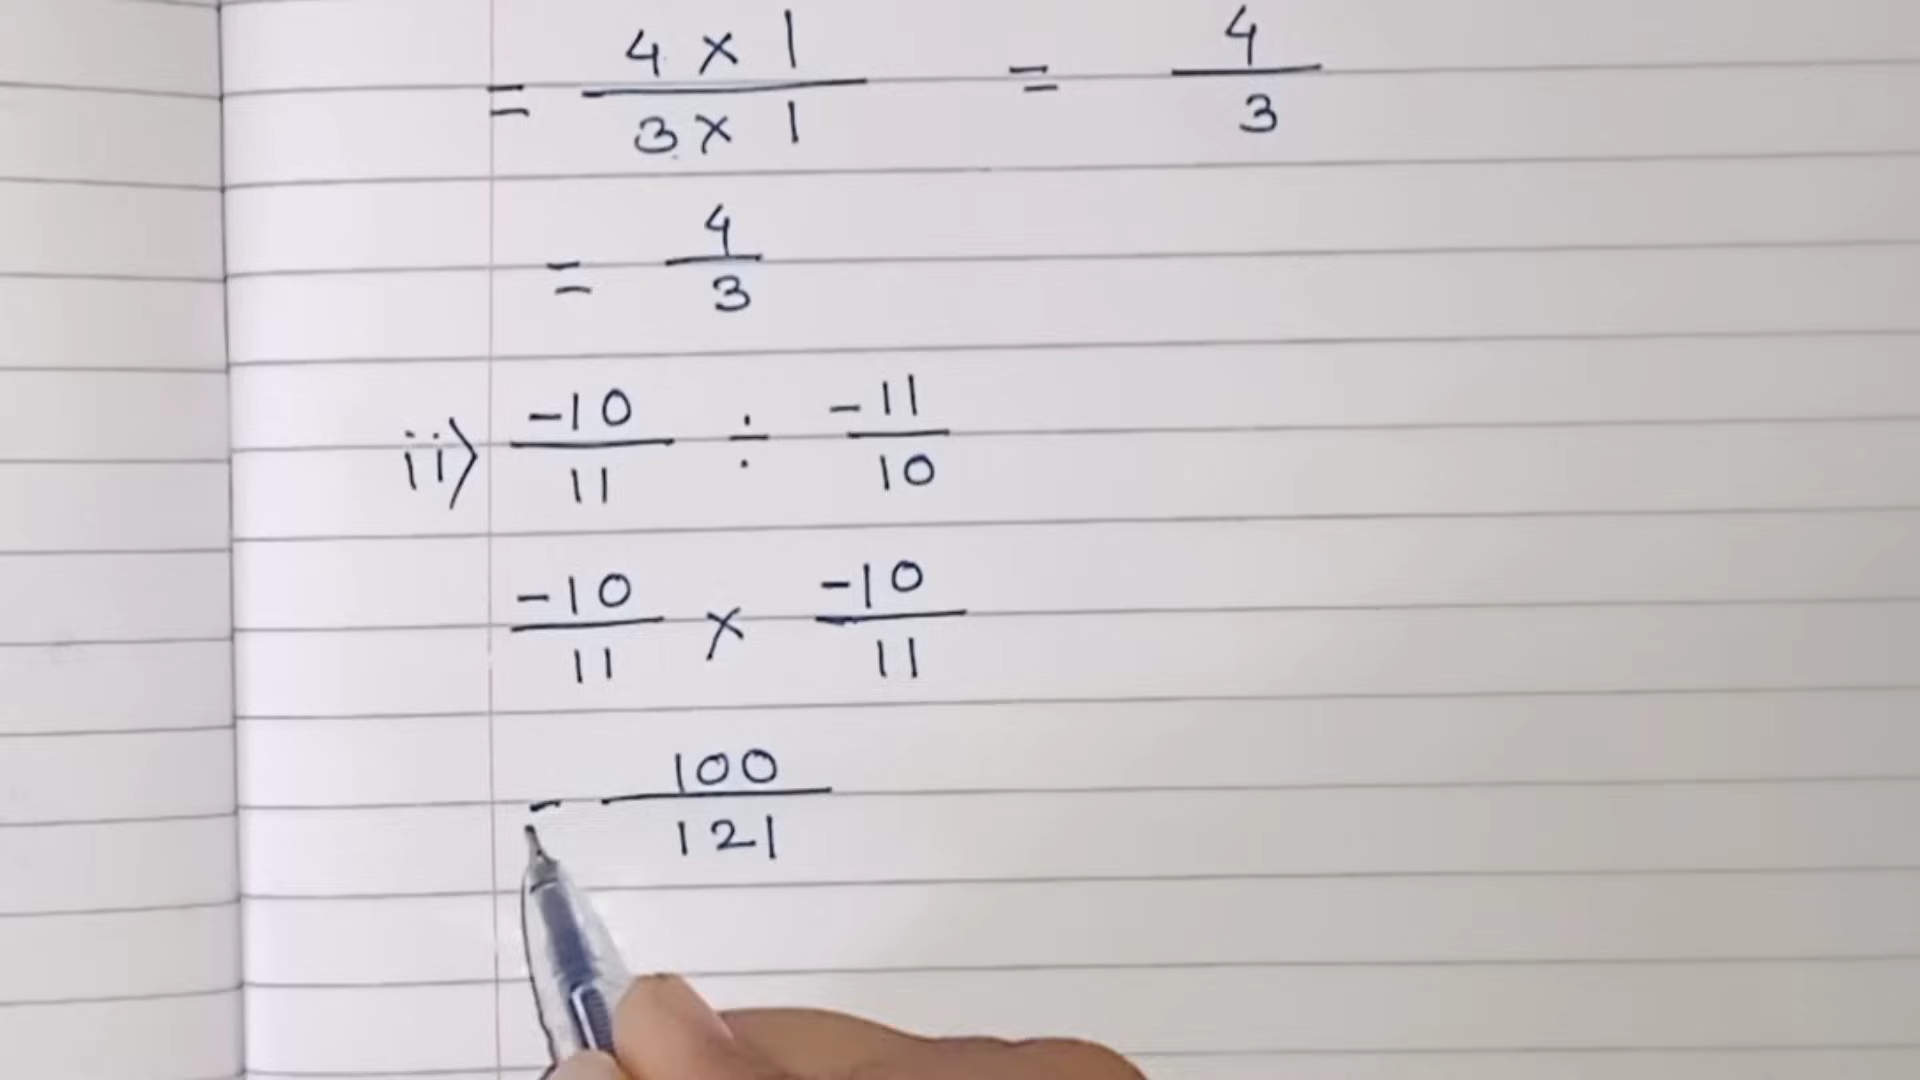 = 4 × 1 / 3 × 1 = 4 / 3
= 4 / 3
ii) -10 / 11 ÷ -11 / 10
-10 / 11 × -10 / 11
- 100 / 121